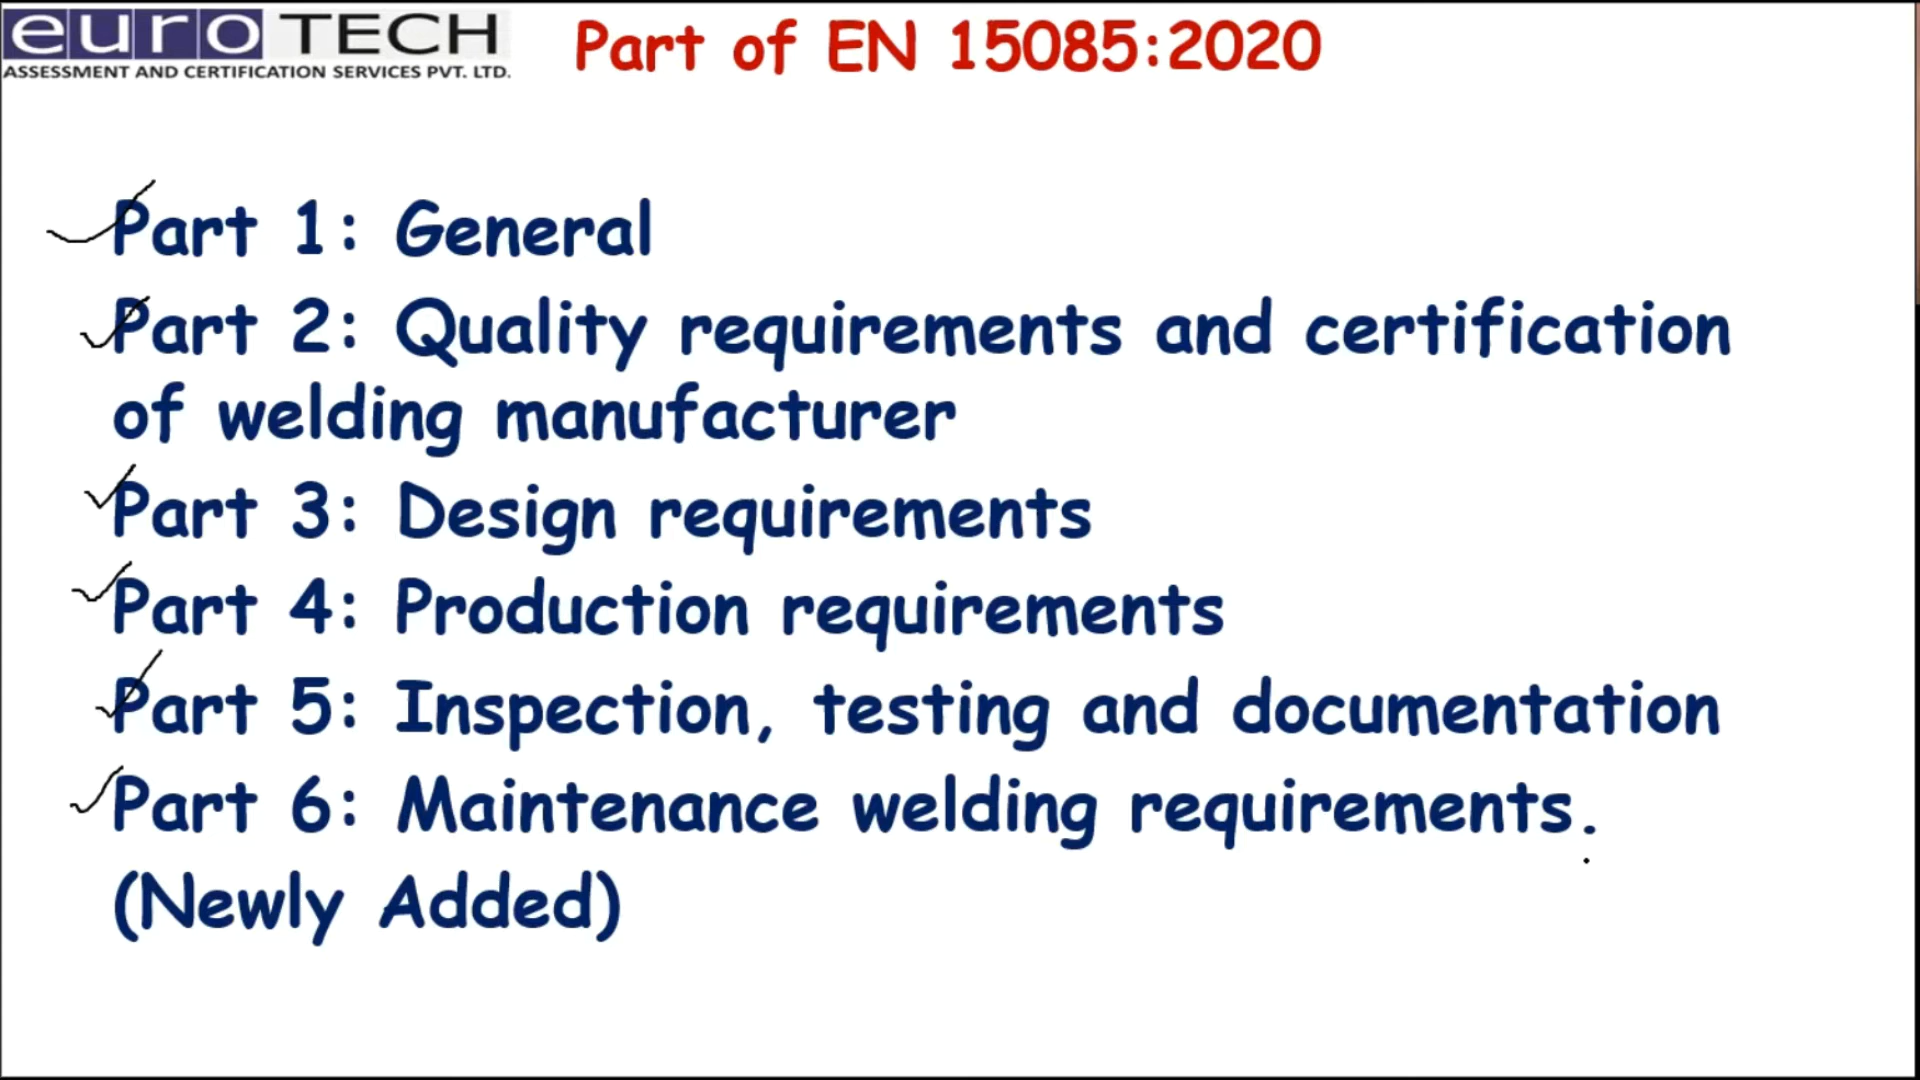 euro TECH
ASSESSMENT AND CERTIFICATION SERVICES PVT. LTD.
Part of EN 15085:2020
Part 1: General
Part 2: Quality requirements and certification
of welding manufacturer
Part 3: Design requirements
Part 4: Production requirements
Part 5: Inspection, testing and documentation
Part 6: Maintenance welding requirements.
(Newly Added)